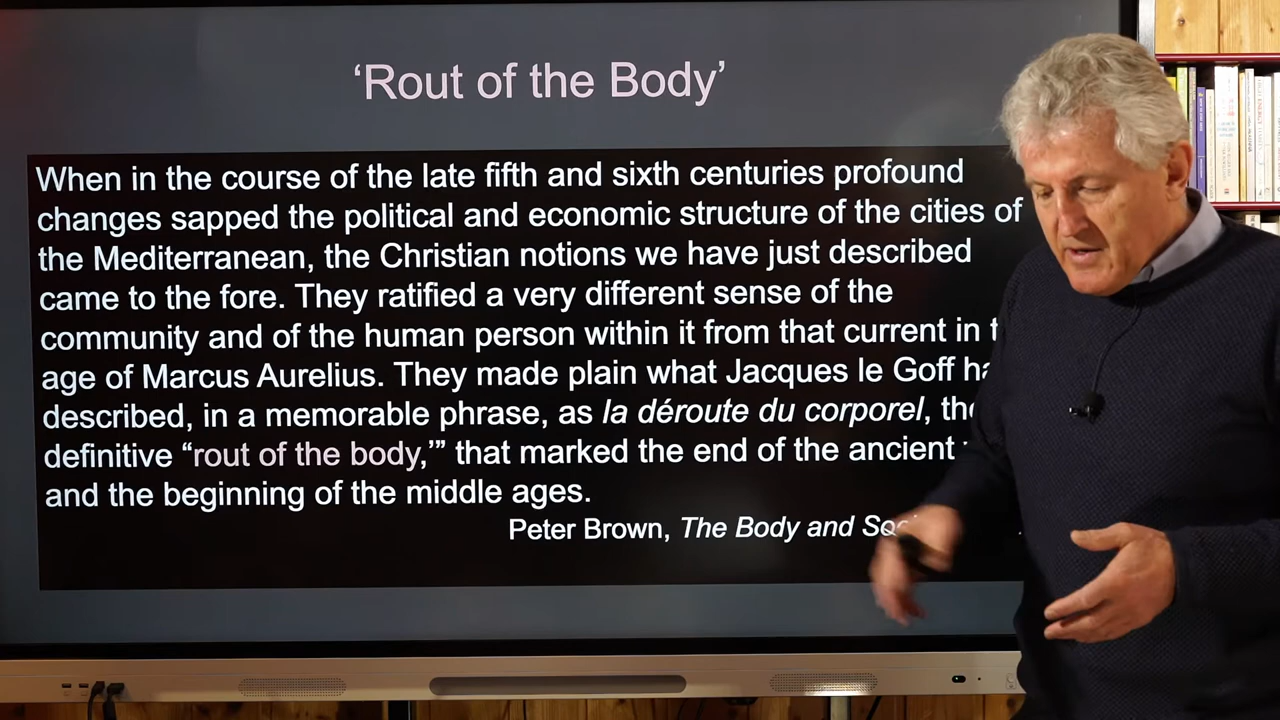 ‘Rout of the Body’
When in the course of the late fifth and sixth centuries profound
changes sapped the political and economic structure of the cities of
the Mediterranean, the Christian notions we have just described
came to the fore. They ratified a very different sense of the
community and of the human person within it from that current in
age of Marcus Aurelius. They made plain what Jacques le Goff
described, in a memorable phrase, as la déroute du corporel,
definitive “rout of the body,’” that marked the end of the ancient
and the beginning of the middle ages.
Peter Brown, The Body and